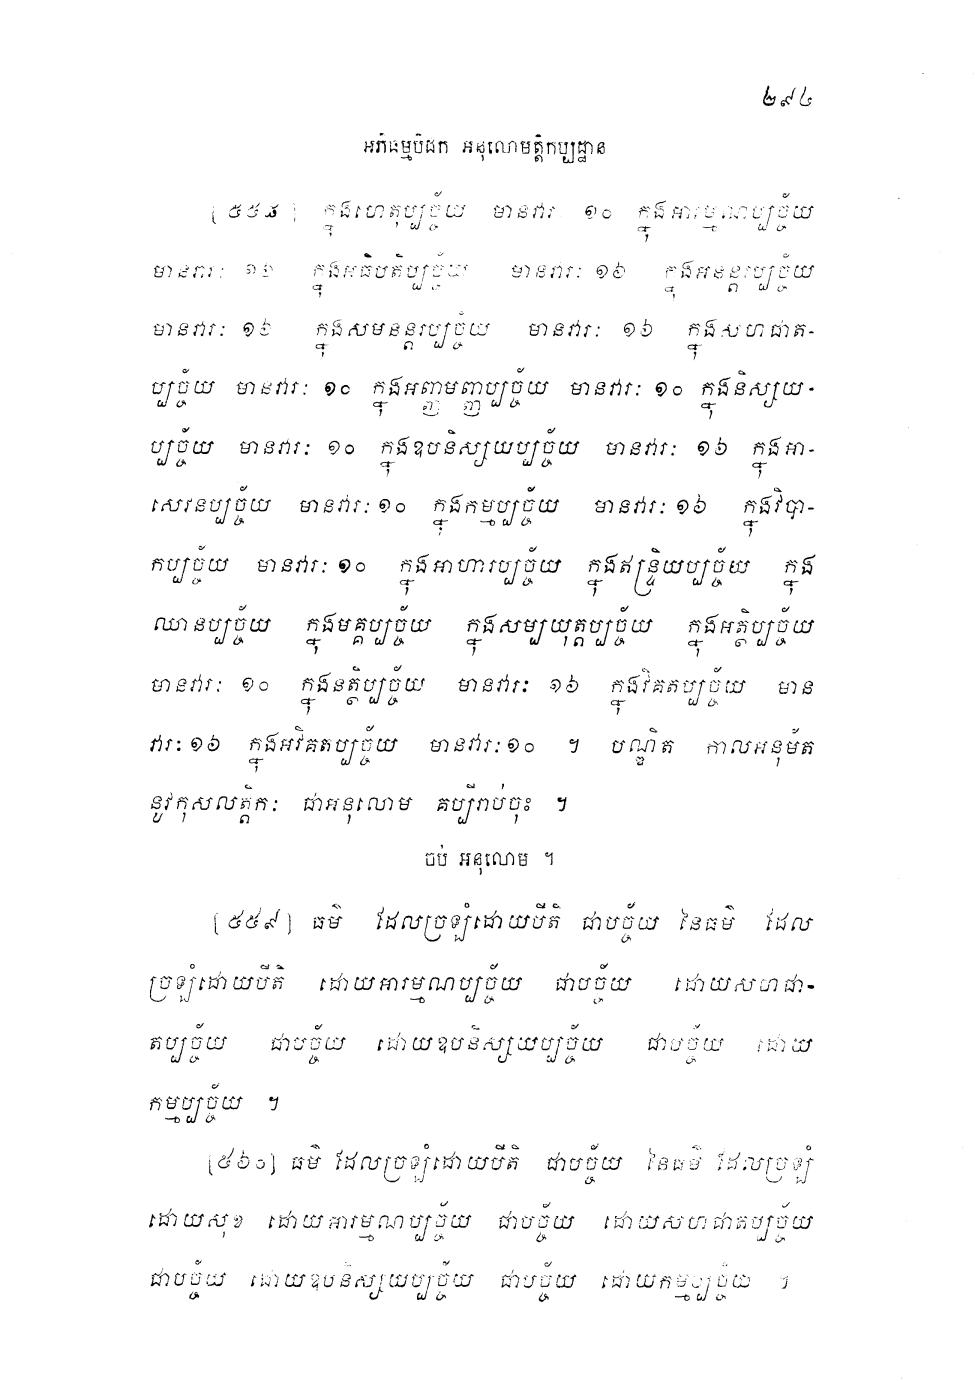 ២៩៤
អភិធម្មបិដក អនុលោមត្តិកប្បដ្ឋាន
[៥៥៨] ក្នុងហេតុប្បច្ច័យ មានវារៈ ១០ ក្នុងអារម្មណប្បច្ច័យ
មានវារៈ ១៦ ក្នុងអធិបតិប្បច្ច័យ មានវារៈ ១៦ ក្នុងអនន្តរប្បច្ច័យ
មានវារៈ ១៦ ក្នុងសមនន្តរប្បច្ច័យ មានវារៈ ១៦ ក្នុងសហជាត-
ប្បច្ច័យ មានវារៈ ១០ ក្នុងអញ្ញាមញ្ញប្បច្ច័យ មានវារៈ ១០ ក្នុងនិស្សយ-
ប្បច្ច័យ មានវារៈ ១០ ក្នុងឧបនិស្សយប្បច្ច័យ មានវារៈ ១៦ ក្នុងអា-
សេវនប្បច្ច័យ មានវារៈ ១០ ក្នុងកម្មប្បច្ច័យ មានវារៈ ១៦ ក្នុងវិបា-
កប្បច្ច័យ មានវារៈ ១០ ក្នុងអាហារប្បច្ច័យ ក្នុងឥន្ទ្រិយប្បច្ច័យ ក្នុង
ឈានប្បច្ច័យ ក្នុងមគ្គប្បច្ច័យ ក្នុងសម្បយុត្តប្បច្ច័យ ក្នុងអត្ថិប្បច្ច័យ
មានវារៈ ១០ ក្នុងនត្ថិប្បច្ច័យ មានវារៈ ១៦ ក្នុងវិគតប្បច្ច័យ មាន
វារៈ ១៦ ក្នុងអវិគតប្បច្ច័យ មានវារៈ ១០ ។ បណ្ឌិត កាលអនុម័ត
នូវកុសលត្តិកៈ ជាអនុលោម គប្បីរាប់ចុះ ។
ចប់ អនុលោម ។
[៥៥៩] ធម៌ ដែលច្រឡំដោយបីតិ ជាបច្ច័យ នៃធម៌ ដែល
ច្រឡំដោយបីតិ ដោយអារម្មណប្បច្ច័យ ជាបច្ច័យ ដោយសហជា-
តប្បច្ច័យ ជាបច្ច័យ ដោយឧបនិស្សយប្បច្ច័យ ជាបច្ច័យ ដោយ
កម្មប្បច្ច័យ ។
[៥៦០] ធម៌ ដែលច្រឡំដោយបីតិ ជាបច្ច័យ នៃធម៌ ដែលច្រឡំ
ដោយសុខ ដោយអារម្មណប្បច្ច័យ ជាបច្ច័យ ដោយសហជាតប្បច្ច័យ
ជាបច្ច័យ ដោយឧបនិស្សយប្បច្ច័យ ជាបច្ច័យ ដោយកម្មប្បច្ច័យ ។